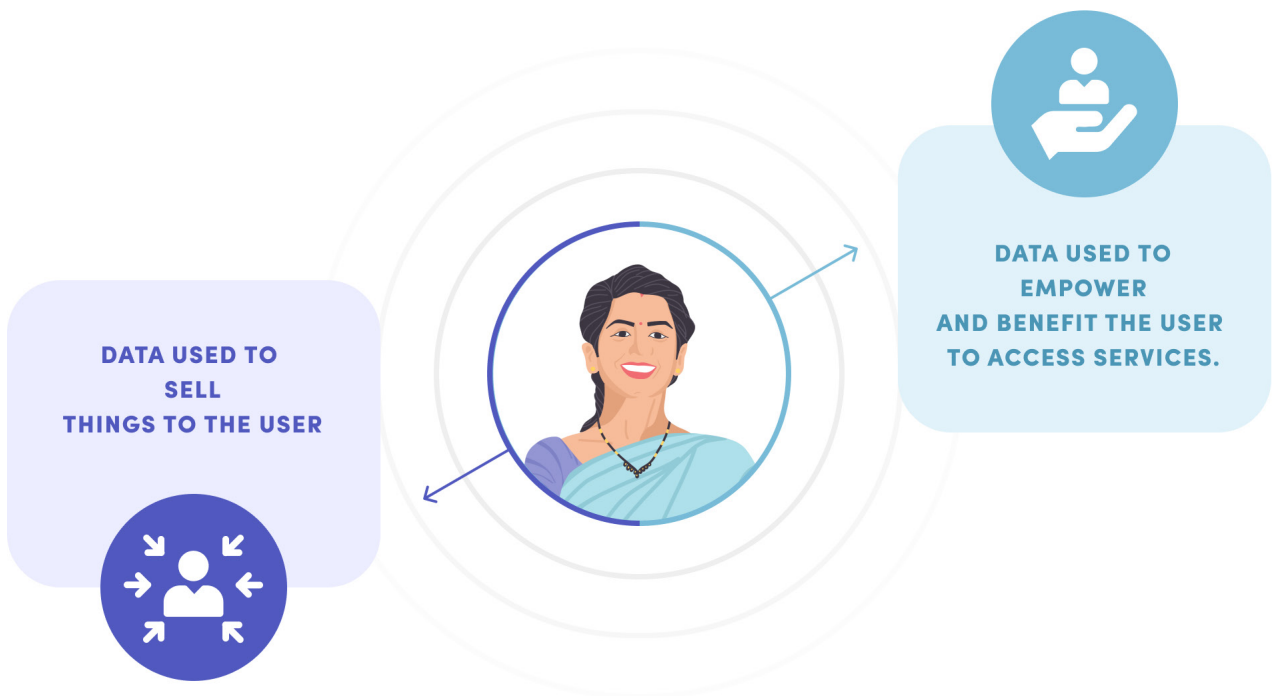 DATA USED TO
SELL
THINGS TO THE USER
DATA USED TO
EMPOWER
AND BENEFIT THE USER
TO ACCESS SERVICES.